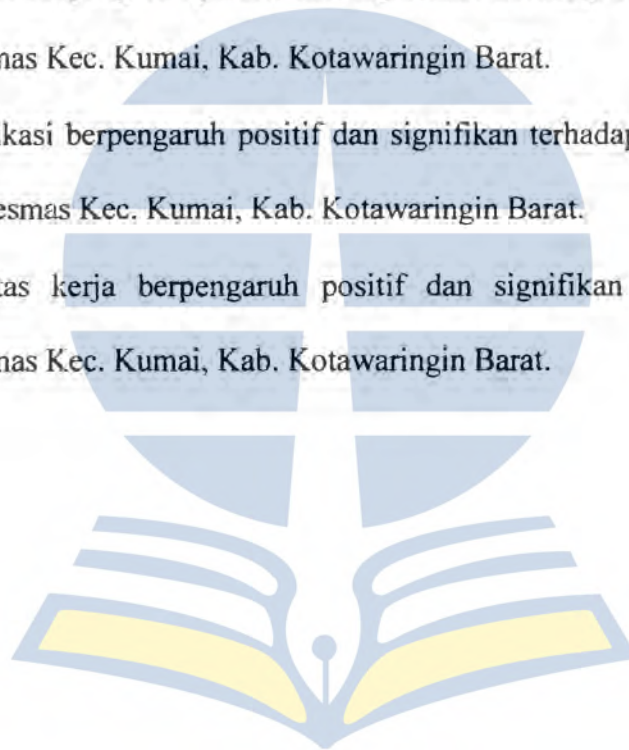 mas Kec. Kumai, Kab. Kotawaringin Barat.
kasi berpengaruh positif dan signifikan terhadap
esmas Kec. Kumai, Kab. Kotawaringin Barat.
tas kerja berpengaruh positif dan signifikan
mas Kec. Kumai, Kab. Kotawaringin Barat.